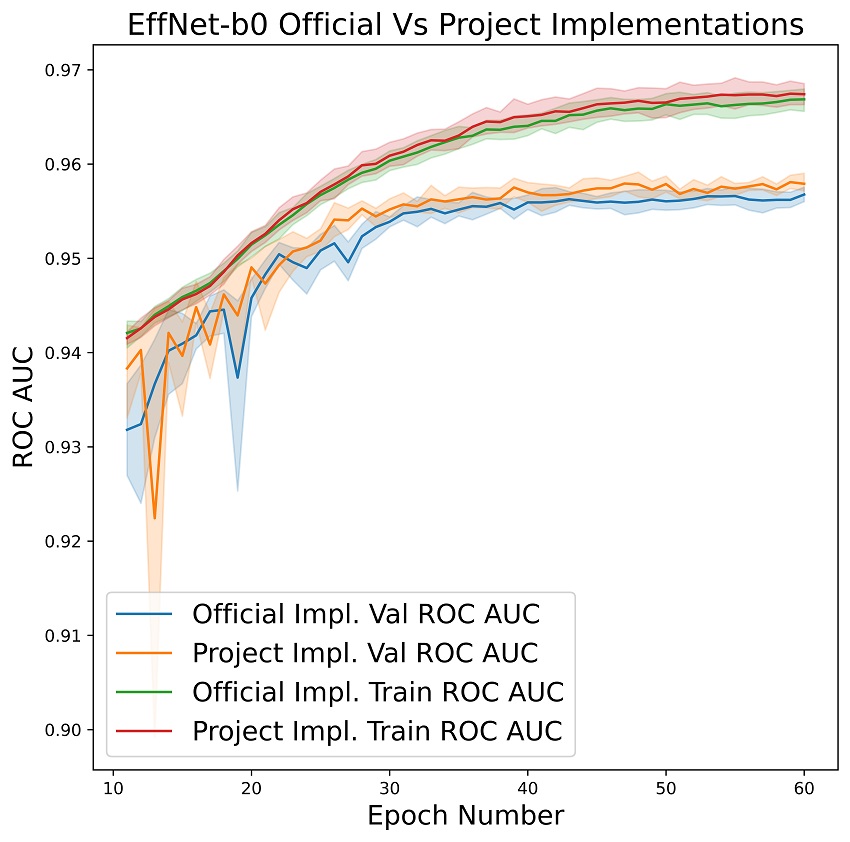 EffNet-b0 Official Vs Project Implementations
0.97
0.96
0.95
0.94
0.93
0.92
0.91
0.90
ROC AUC
Official Impl. Val ROC AUC
Project Impl. Val ROC AUC
Official Impl. Train ROC AUC
Project Impl. Train ROC AUC
10 20 30 40 50 60
Epoch Number